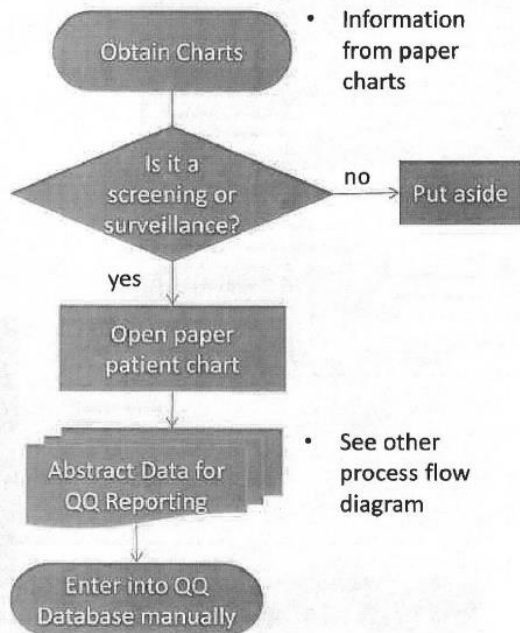 Obtain Charts
• Information
from paper
charts
Is it a
screening or
surveillance?
no
Put aside
yes
Open paper
patient chart
Abstract Data for
QQ Reporting
• See other
process flow
diagram
Enter into QQ
Database manually